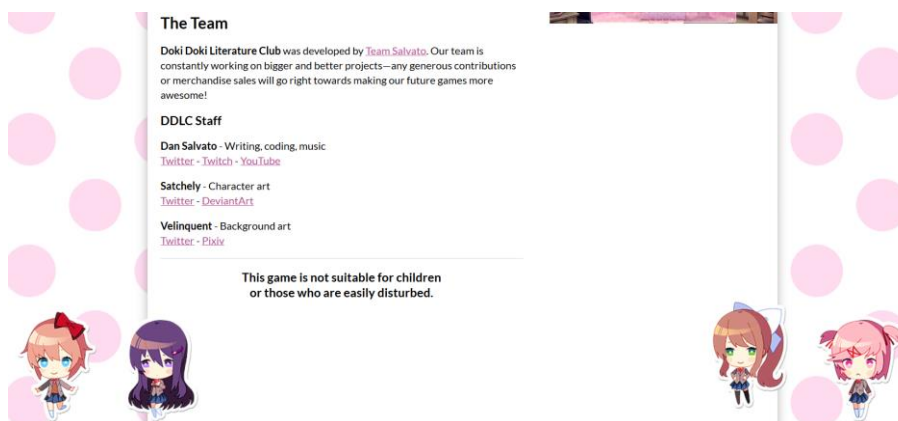 The Team
Doki Doki Literature Club was developed by Team Salvato. Our team is
constantly working on bigger and better projects—any generous contributions
or merchandise sales will go right towards making our future games more
awesome!
DDLC Staff
Dan Salvato - Writing, coding, music
Twitter - Twitch - YouTube
Satchely - Character art
Twitter - DeviantArt
Velinquent - Background art
Twitter - Pixiv
This game is not suitable for children
or those who are easily disturbed.